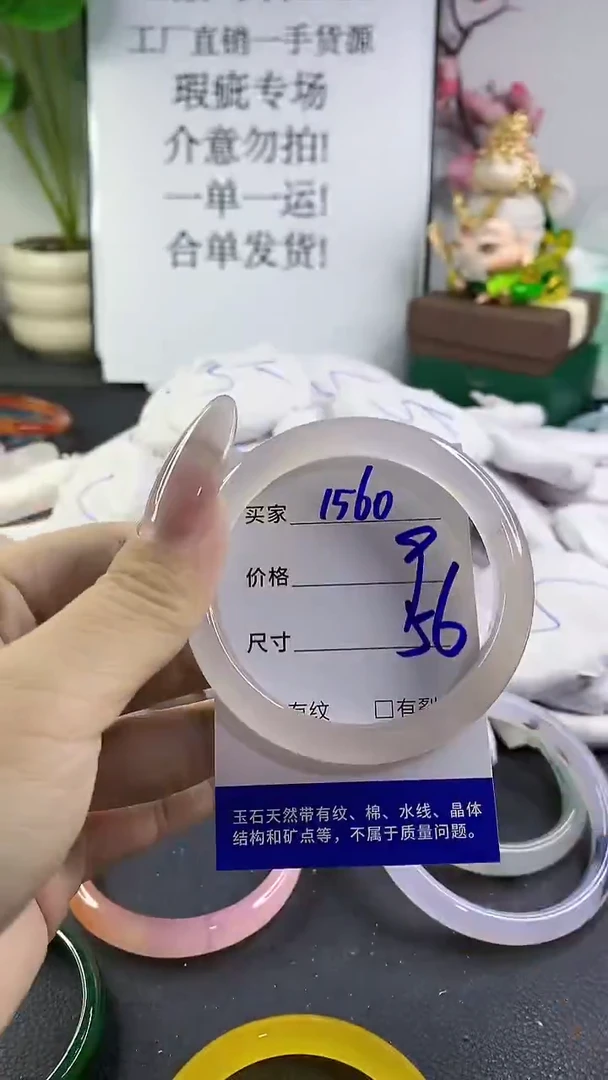 工厂直销一手货源
瑕疵专场
介意勿拍!
一单一运!
合单发货!
买家 1560
价格
尺寸 56
有纹 □有裂
玉石天然带有纹、棉、水线、晶体
结构和矿点等，不属于质量问题。